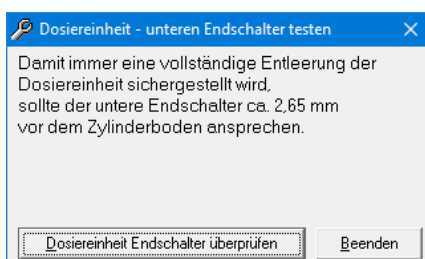 Dosiereinheit - unteren Endschalter testen
Damit immer eine vollständige Entleerung der
Dosiereinheit sichergestellt wird,
sollte der untere Endschalter ca. 2,65 mm
vor dem Zylinderboden ansprechen.
Dosiereinheit Endschalter überprüfen
Beenden